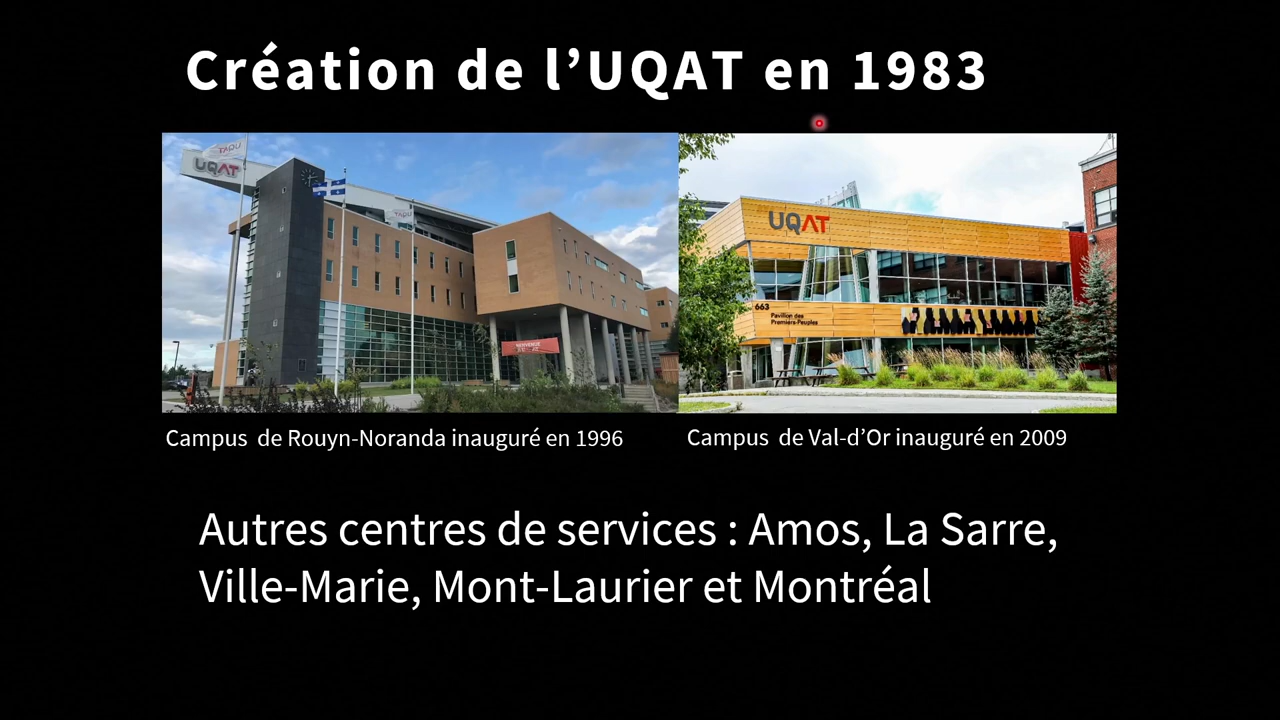 Création de l’UQAT en 1983
UQAT
UQAT
663
Pavillon des
Premiers-Peuples
Campus  de Rouyn-Noranda inauguré en 1996
Campus  de Val-d’Or inauguré en 2009
Autres centres de services : Amos, La Sarre,
Ville-Marie, Mont-Laurier et Montréal